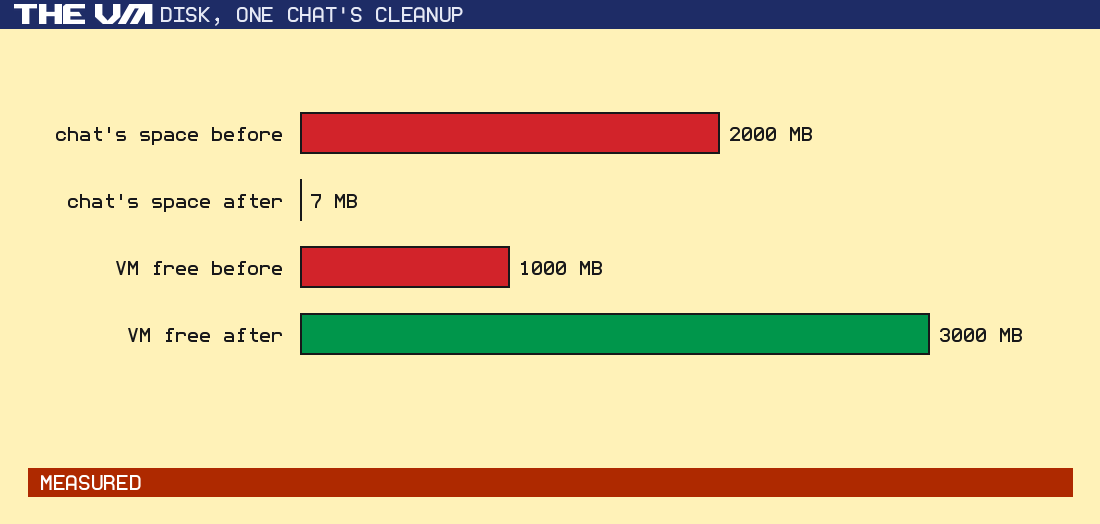 THE VM DISK, ONE CHAT'S CLEANUP
chat's space before 2000 MB
chat's space after 7 MB
VM free before 1000 MB
VM free after 3000 MB
MEASURED